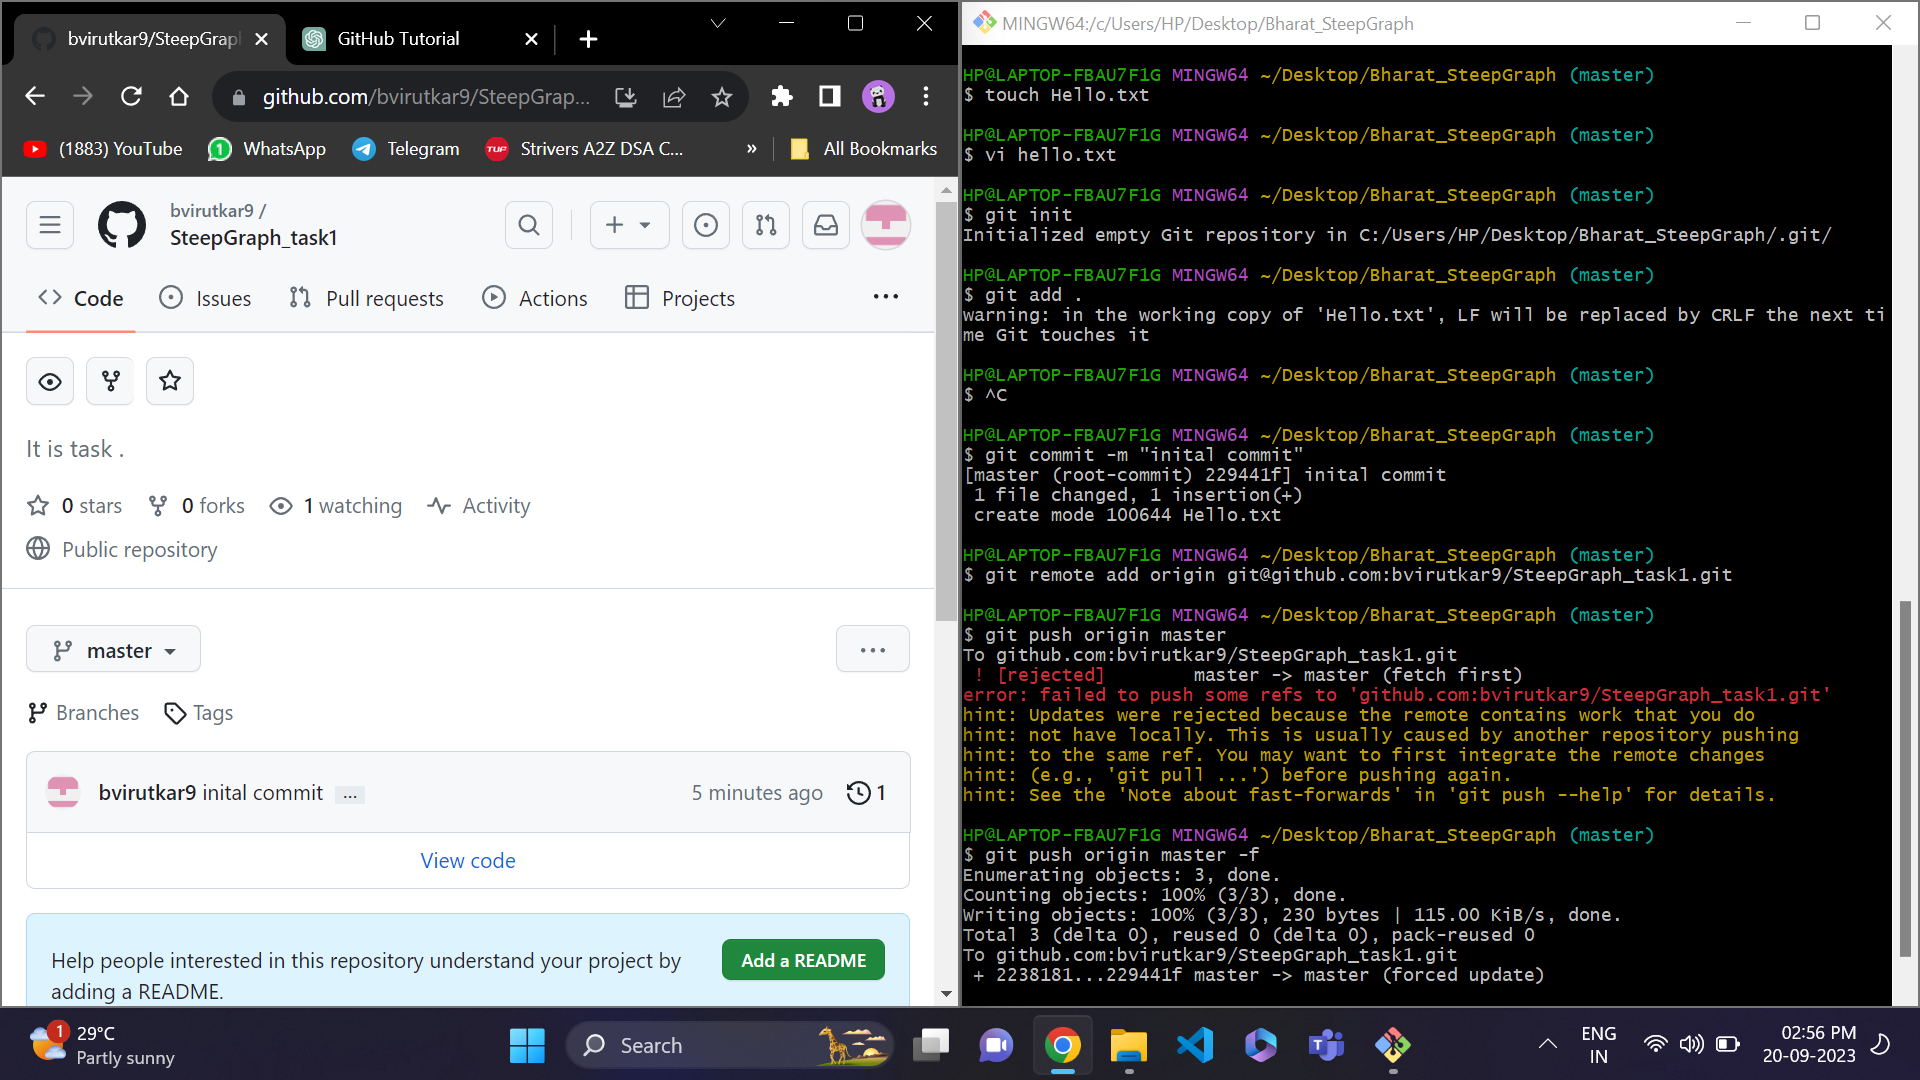 bvirutkar9/SteepGraph
GitHub Tutorial
github.com/bvirutkar9/SteepGrap...
(1883) YouTube
WhatsApp
Telegram
TUF
Strivers A2Z DSA C...
»
All Bookmarks
bvirutkar9 /
SteepGraph_task1
Code
Issues
Pull requests
Actions
Projects
...
It is task .
0 stars
0 forks
1 watching
Activity
Public repository
master
...
Branches
Tags
bvirutkar9 inital commit ...
5 minutes ago
1
View code
Help people interested in this repository understand your project by
adding a README.
Add a README
MINGW64:/c/Users/HP/Desktop/Bharat_SteepGraph
HP@LAPTOP-FBAU7F1G MINGW64 ~/Desktop/Bharat_SteepGraph (master)
$ touch Hello.txt
HP@LAPTOP-FBAU7F1G MINGW64 ~/Desktop/Bharat_SteepGraph (master)
$ vi hello.txt
HP@LAPTOP-FBAU7F1G MINGW64 ~/Desktop/Bharat_SteepGraph (master)
$ git init
Initialized empty Git repository in C:/Users/HP/Desktop/Bharat_SteepGraph/.git/
HP@LAPTOP-FBAU7F1G MINGW64 ~/Desktop/Bharat_SteepGraph (master)
$ git add .
warning: in the working copy of 'Hello.txt', LF will be replaced by CRLF the next ti
me Git touches it
HP@LAPTOP-FBAU7F1G MINGW64 ~/Desktop/Bharat_SteepGraph (master)
$ ^C
HP@LAPTOP-FBAU7F1G MINGW64 ~/Desktop/Bharat_SteepGraph (master)
$ git commit -m "inital commit"
[master (root-commit) 229441f] inital commit
1 file changed, 1 insertion(+)
create mode 100644 Hello.txt
HP@LAPTOP-FBAU7F1G MINGW64 ~/Desktop/Bharat_SteepGraph (master)
$ git remote add origin git@github.com:bvirutkar9/SteepGraph_task1.git
HP@LAPTOP-FBAU7F1G MINGW64 ~/Desktop/Bharat_SteepGraph (master)
$ git push origin master
To github.com:bvirutkar9/SteepGraph_task1.git
! [rejected]        master -> master (fetch first)
error: failed to push some refs to 'github.com:bvirutkar9/SteepGraph_task1.git'
hint: Updates were rejected because the remote contains work that you do
hint: not have locally. This is usually caused by another repository pushing
hint: to the same ref. You may want to first integrate the remote changes
hint: (e.g., 'git pull ...') before pushing again.
hint: See the 'Note about fast-forwards' in 'git push --help' for details.
HP@LAPTOP-FBAU7F1G MINGW64 ~/Desktop/Bharat_SteepGraph (master)
$ git push origin master -f
Enumerating objects: 3, done.
Counting objects: 100% (3/3), done.
Writing objects: 100% (3/3), 230 bytes | 115.00 KiB/s, done.
Total 3 (delta 0), reused 0 (delta 0), pack-reused 0
To github.com:bvirutkar9/SteepGraph_task1.git
+ 2238181...229441f master -> master (forced update)
1
29°C
Partly sunny
Search
ENG
IN
02:56 PM
20-09-2023